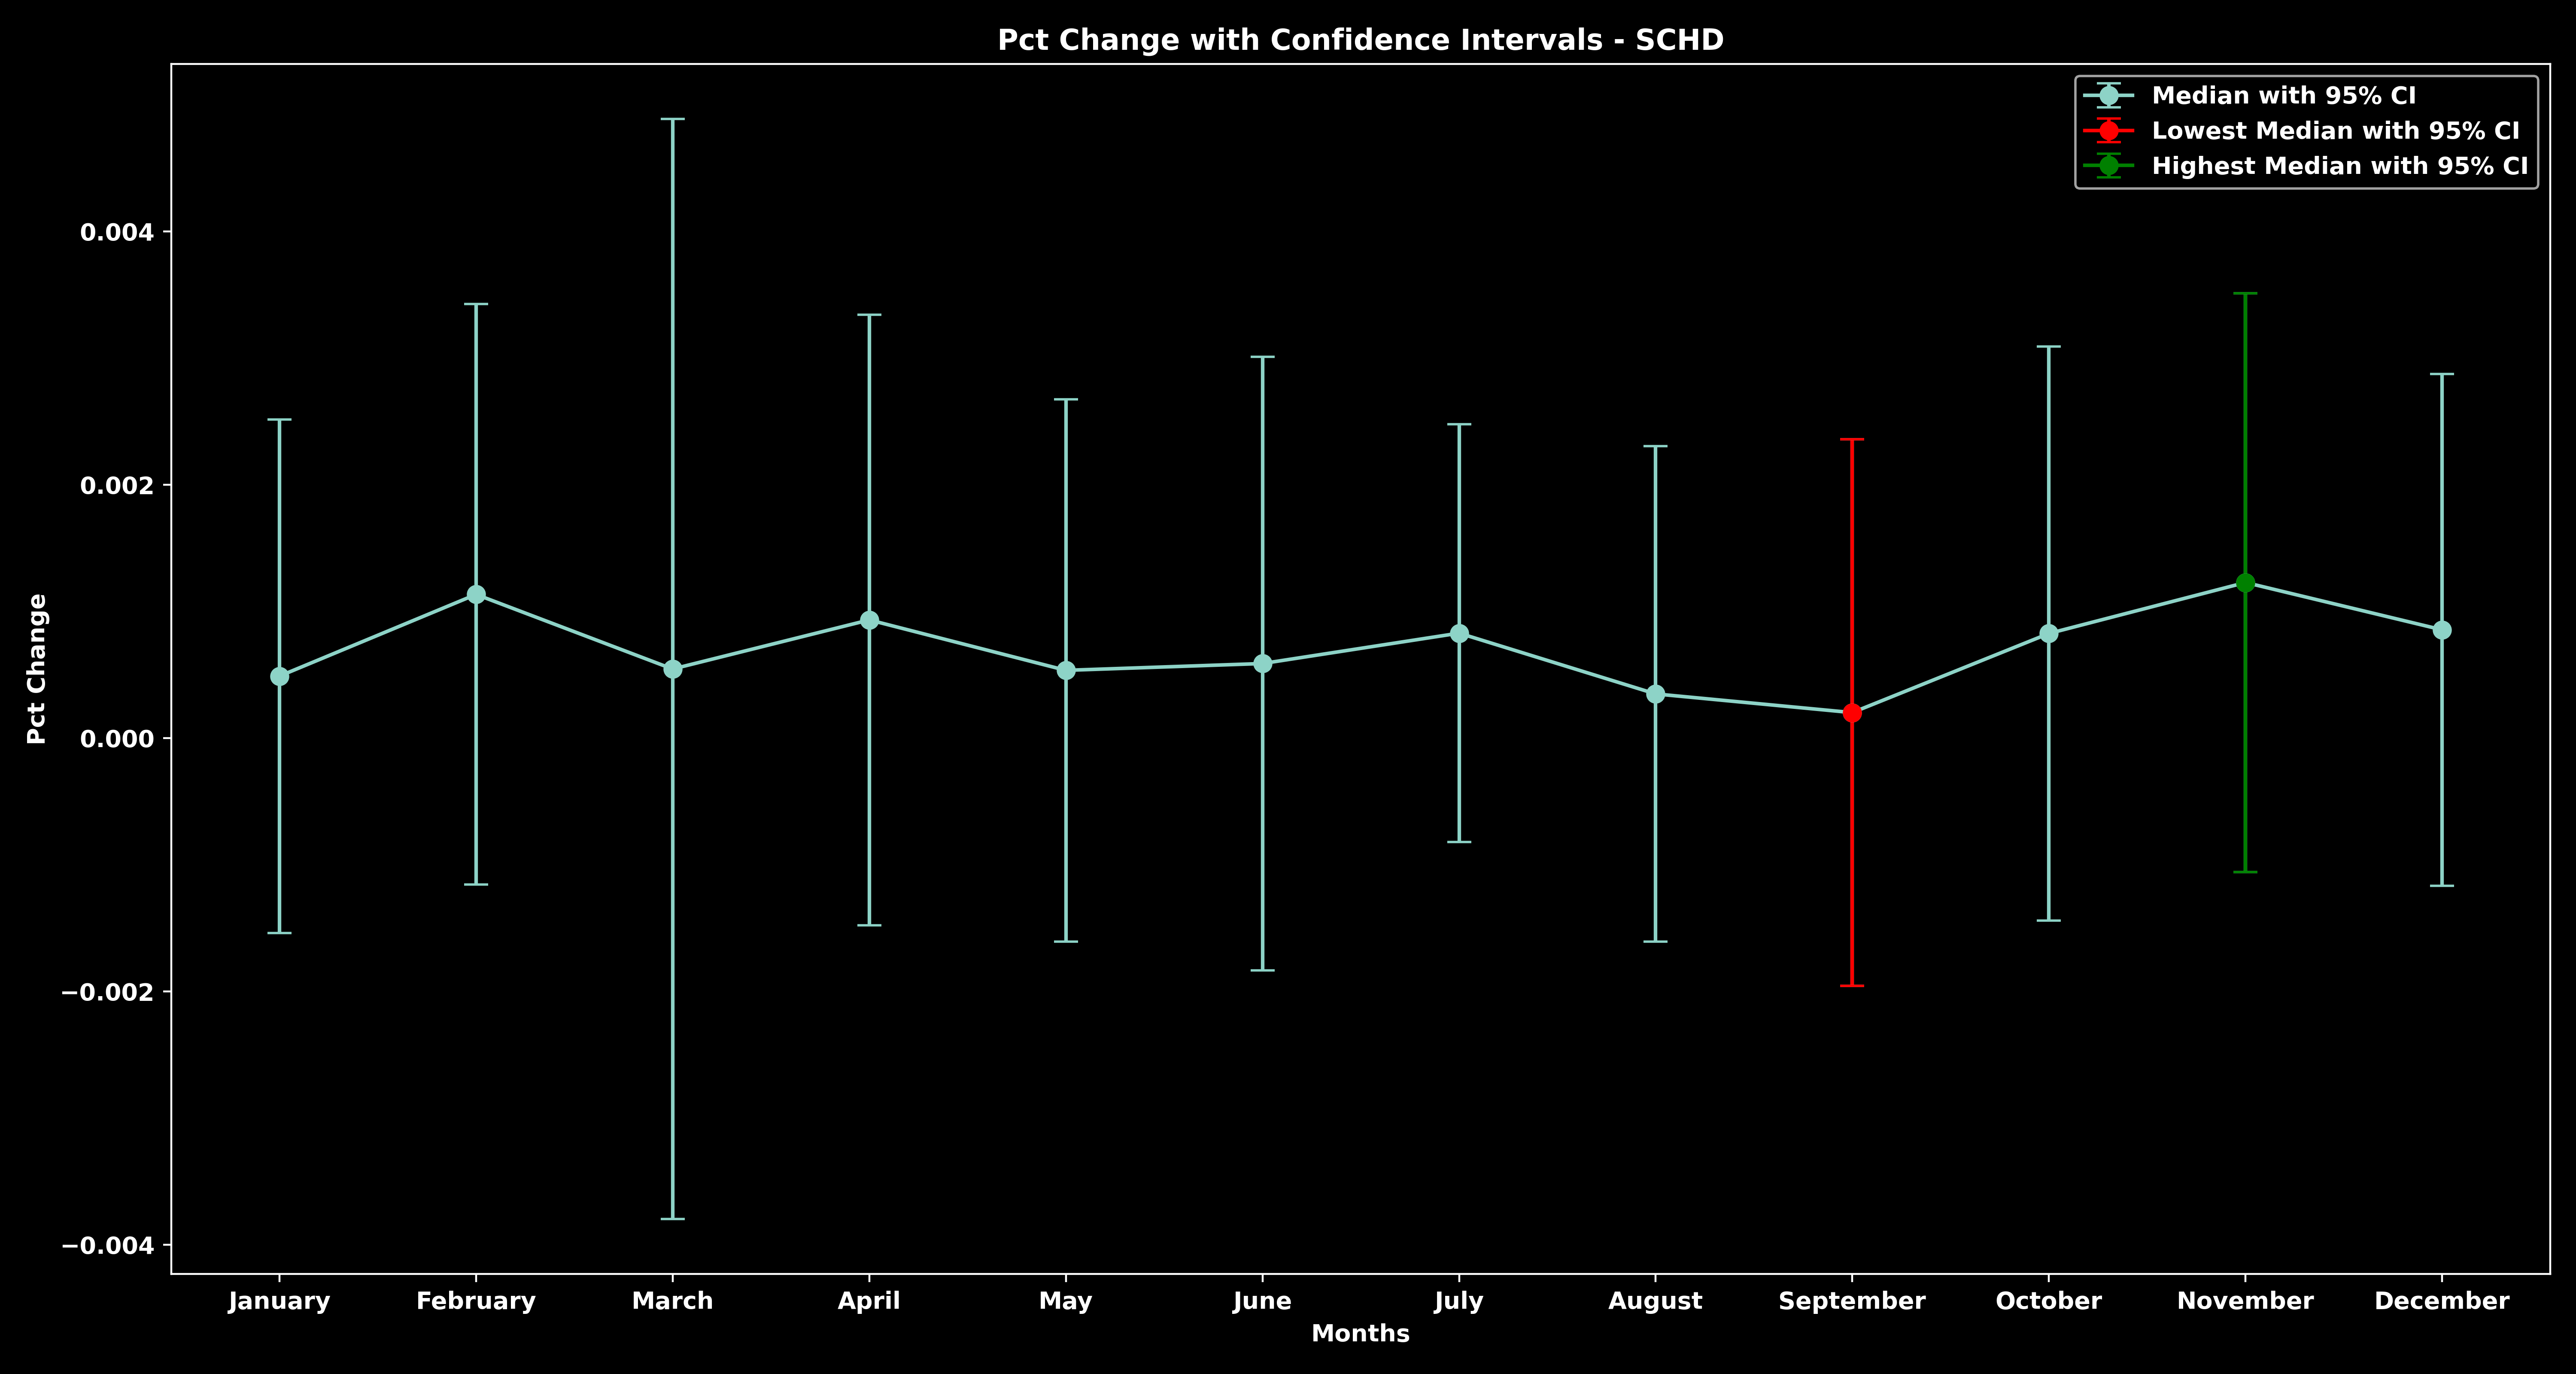 Pct Change with Confidence Intervals - SCHD
Median with 95% CI
Lowest Median with 95% CI
Highest Median with 95% CI
0.004
0.002
0.000
−0.002
−0.004
Pct Change
January February March April May June July August September October November December
Months